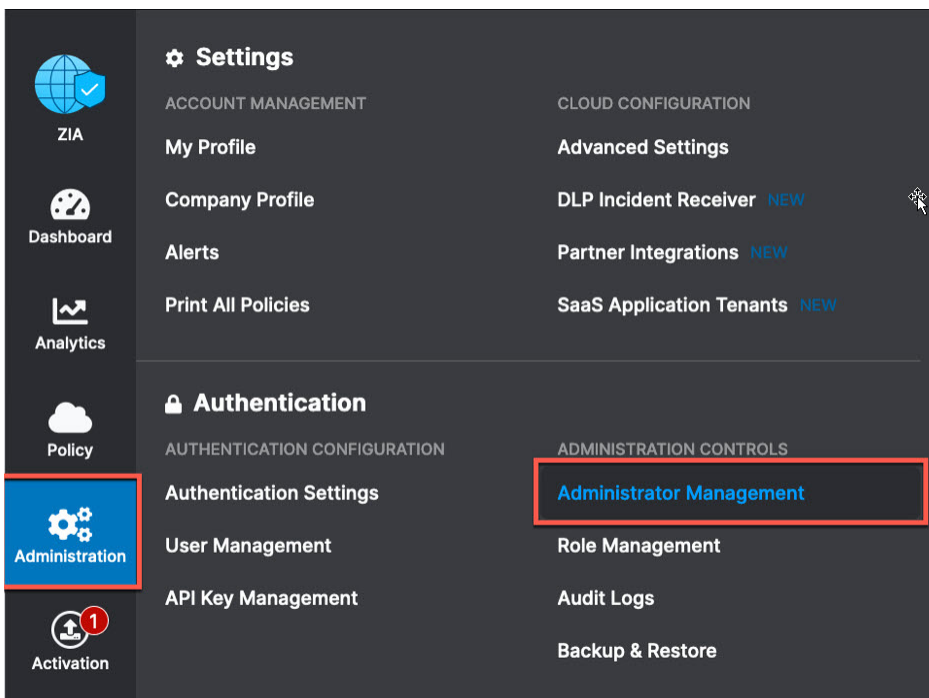 ZIA
Dashboard
Analytics
Policy
Administration
1
Activation
Settings
ACCOUNT MANAGEMENT
My Profile
Company Profile
Alerts
Print All Policies
CLOUD CONFIGURATION
Advanced Settings
DLP Incident Receiver NEW
Partner Integrations NEW
SaaS Application Tenants NEW
Authentication
AUTHENTICATION CONFIGURATION
Authentication Settings
User Management
API Key Management
ADMINISTRATION CONTROLS
Administrator Management
Role Management
Audit Logs
Backup & Restore